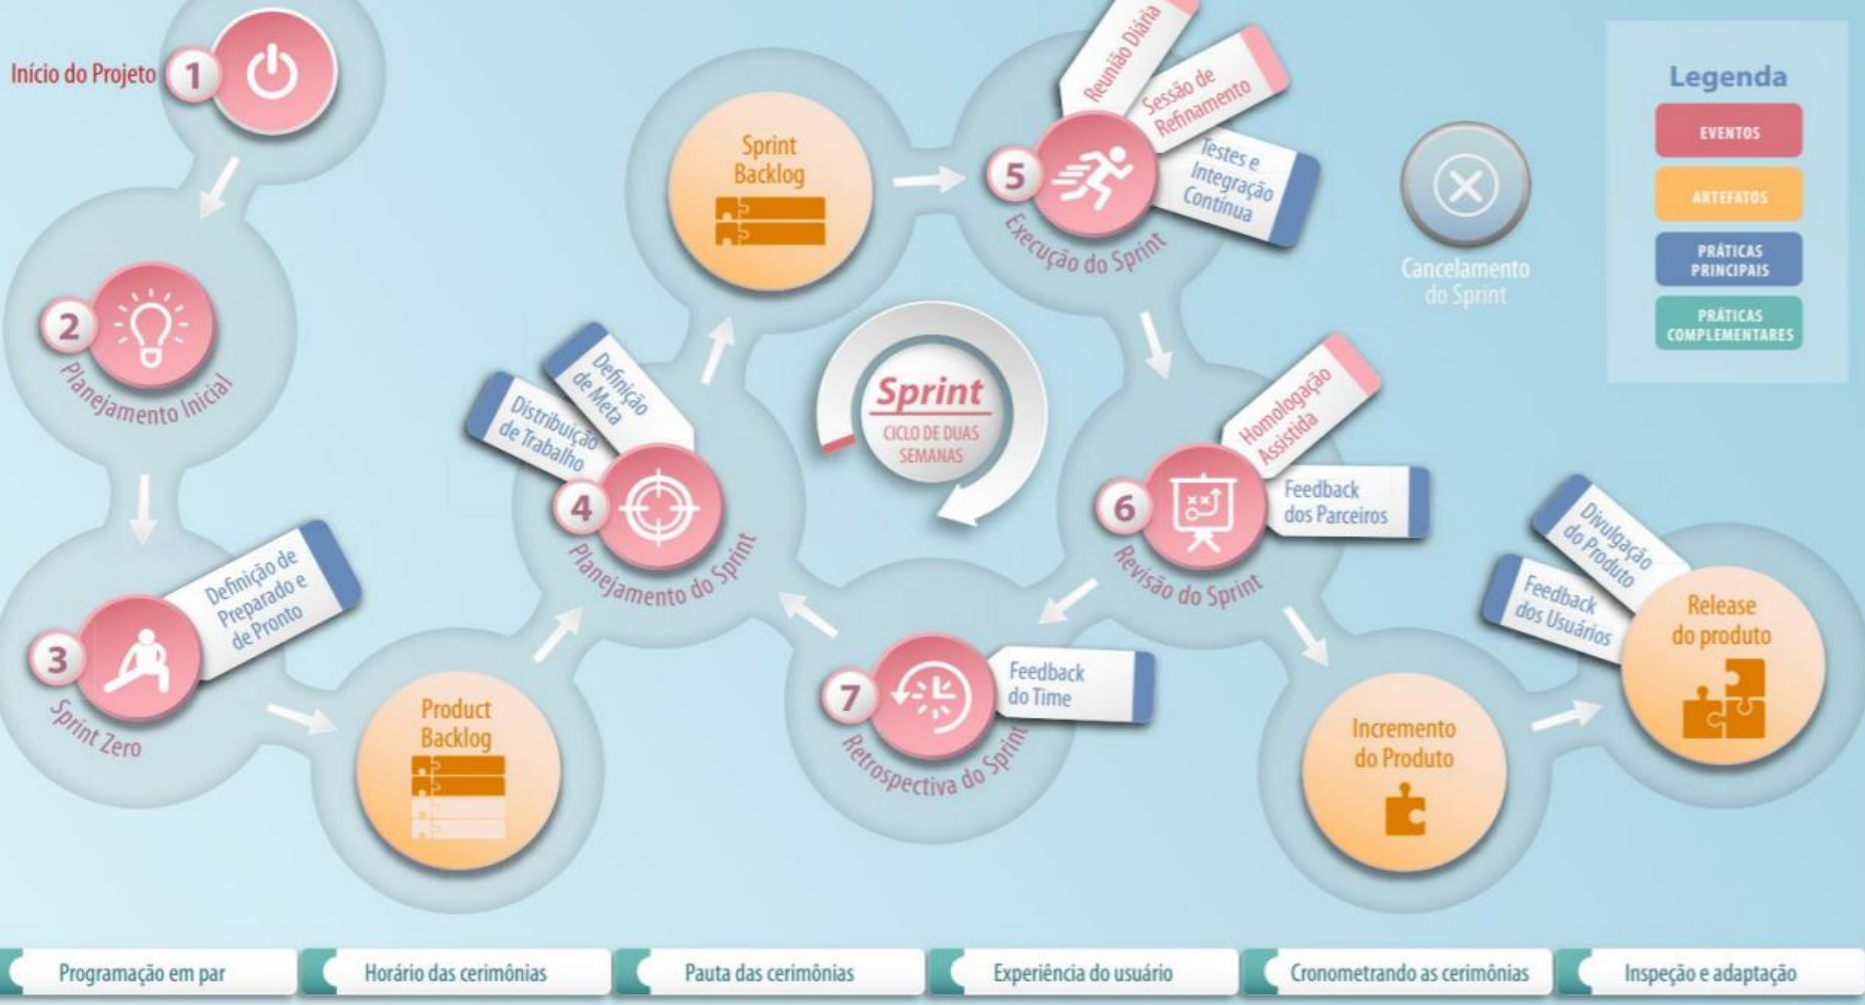 Início do Projeto
1
2
Planejamento Inicial
3
Sprint Zero
Definição de
Preparado e
de Pronto
Product
Backlog
4
Planejamento do Sprint
Distribuição
de Trabalho
Definição
de Meta
Sprint
Backlog
5
Execução do Sprint
Reunião Diária
Sessão de
Refinamento
Testes e
Integração
Contínua
Sprint
CICLO DE DUAS
SEMANAS
6
Revisão do Sprint
Homologação
Assistida
Feedback
dos Parceiros
7
Retrospectiva do Sprint
Feedback
do Time
Incremento
do Produto
Release
do produto
Divulgação
do Produto
Feedback
dos Usuários
Cancelamento
do Sprint
Legenda
EVENTOS
ARTEFATOS
PRÁTICAS
PRINCIPAIS
PRÁTICAS
COMPLEMENTARES
Programação em par
Horário das cerimônias
Pauta das cerimônias
Experiência do usuário
Cronometrando as cerimônias
Inspeção e adaptação